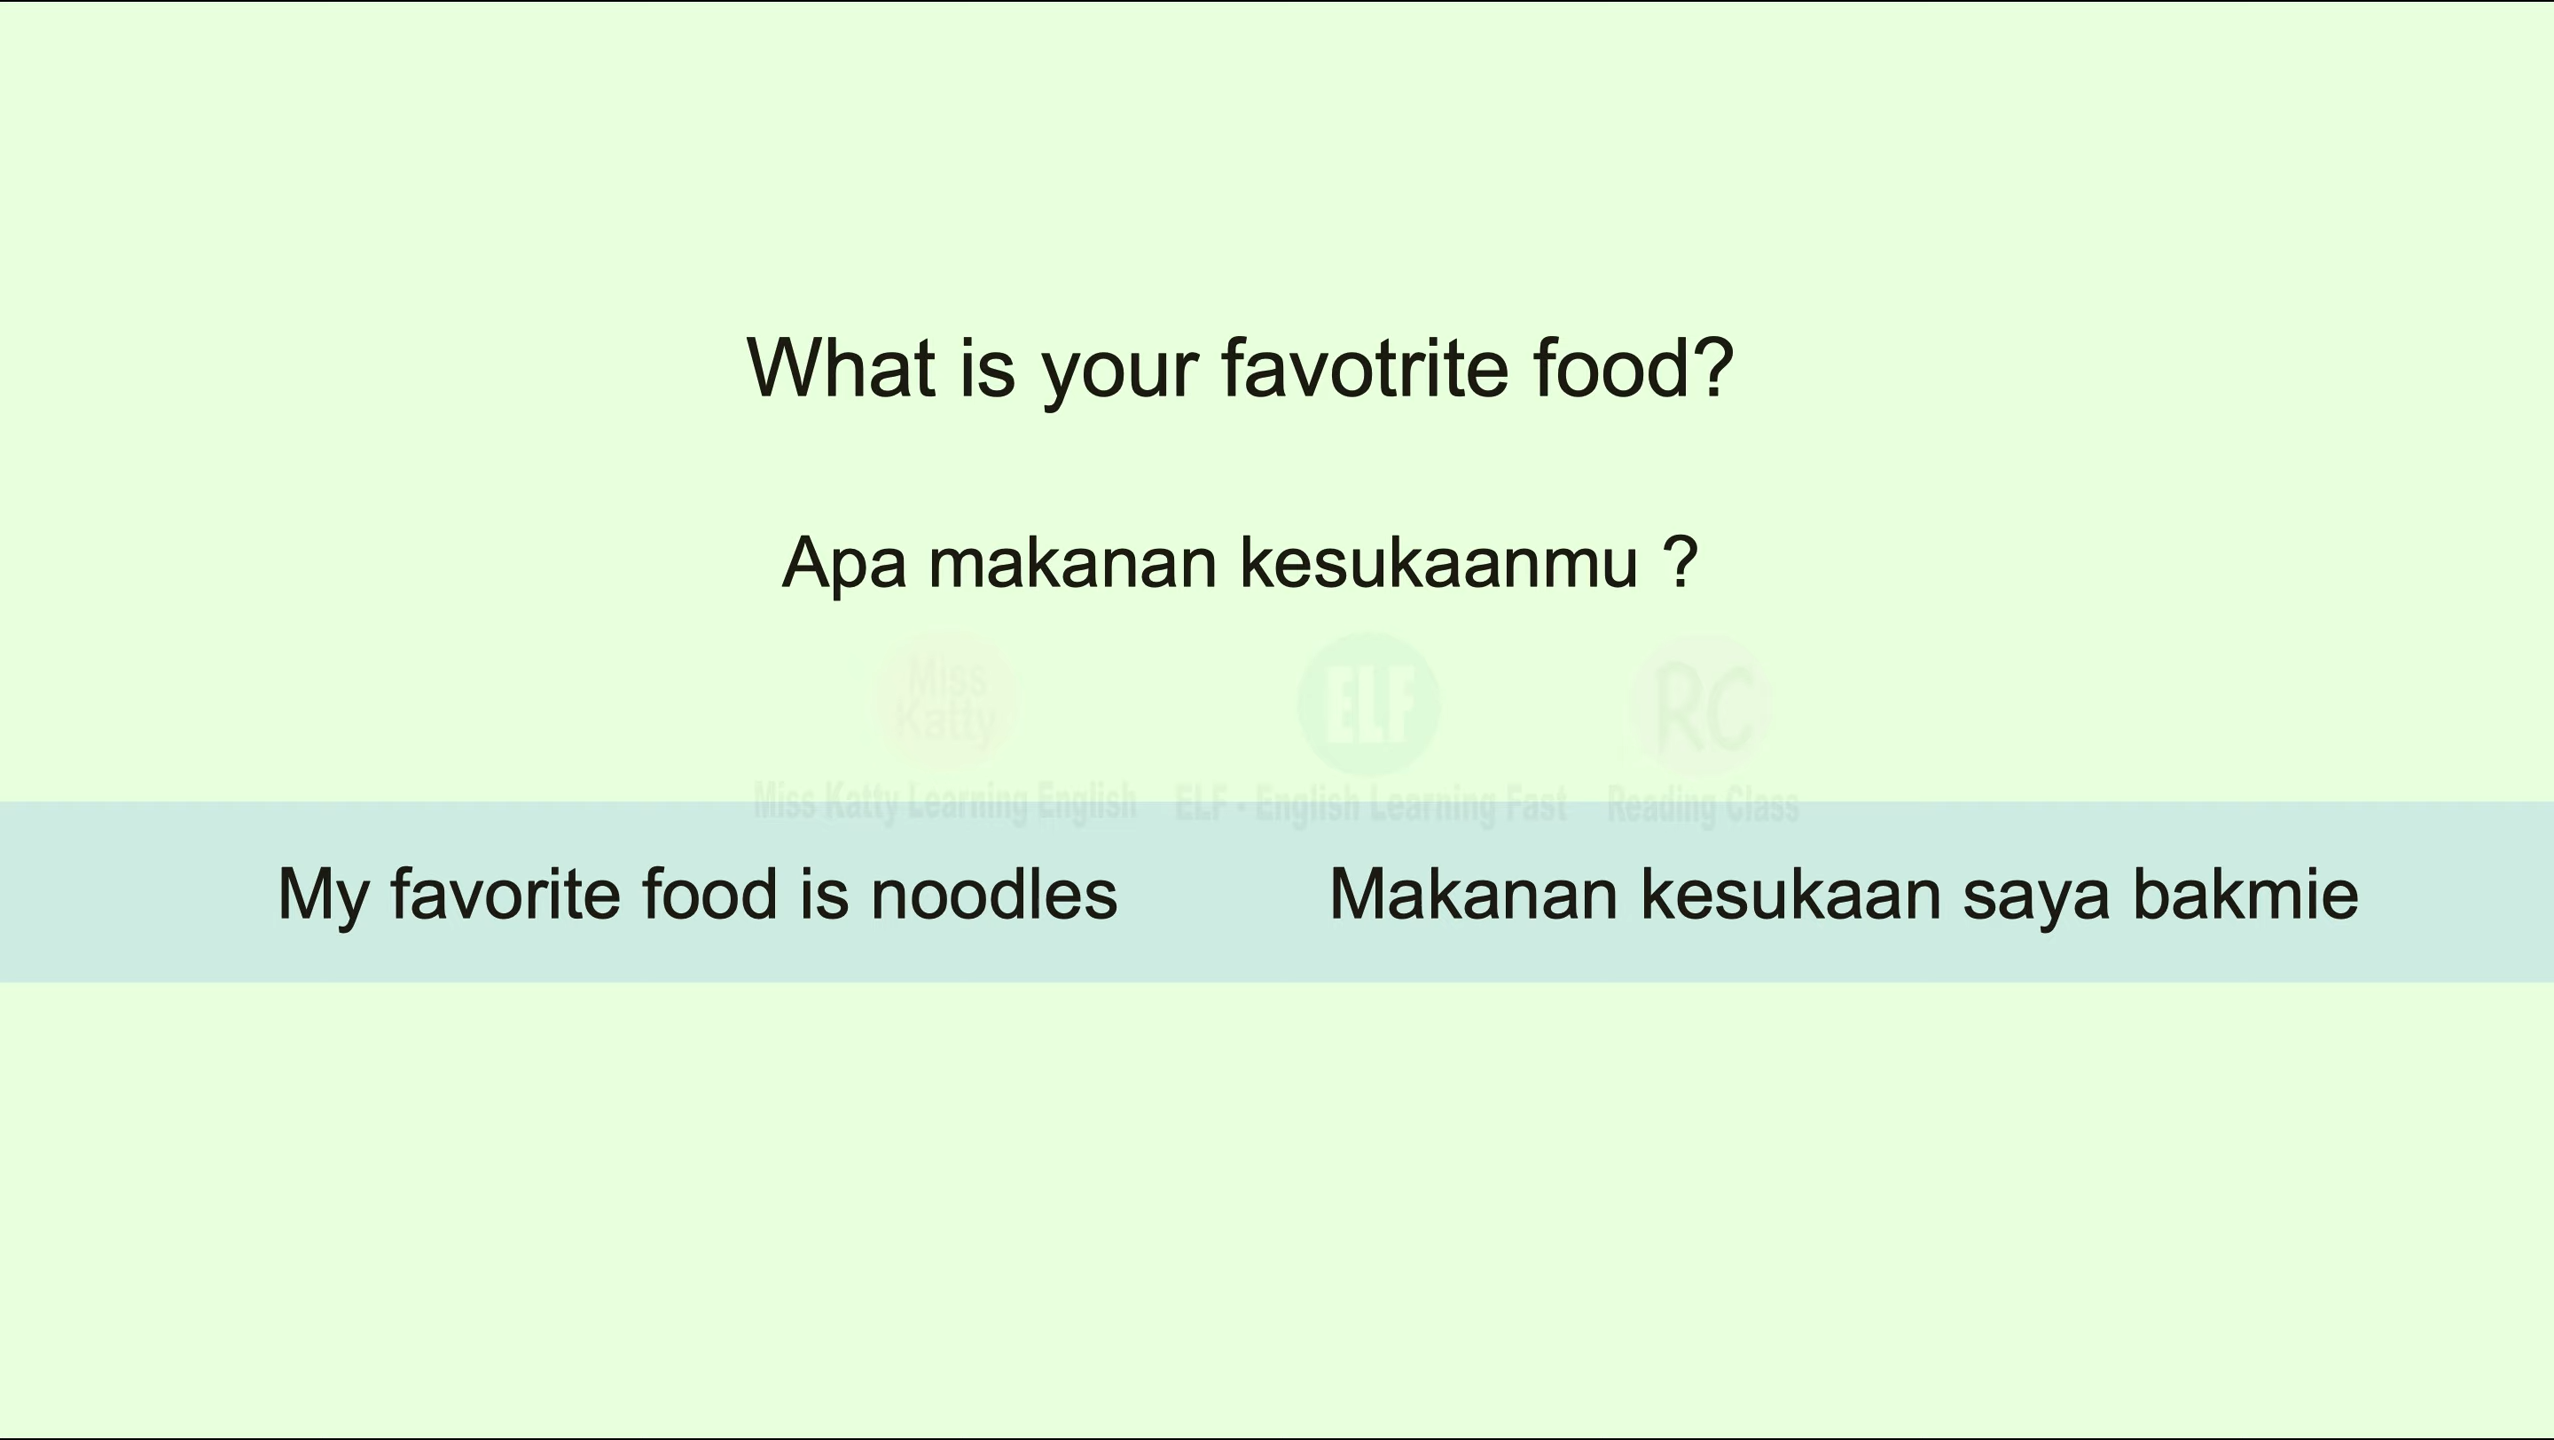 What is your favotrite food?
Apa makanan kesukaanmu ?
Miss
Katty
ELF
RC
Miss Katty Learning English
ELF - English Learning Fast
Reading Class
My favorite food is noodles
Makanan kesukaan saya bakmie